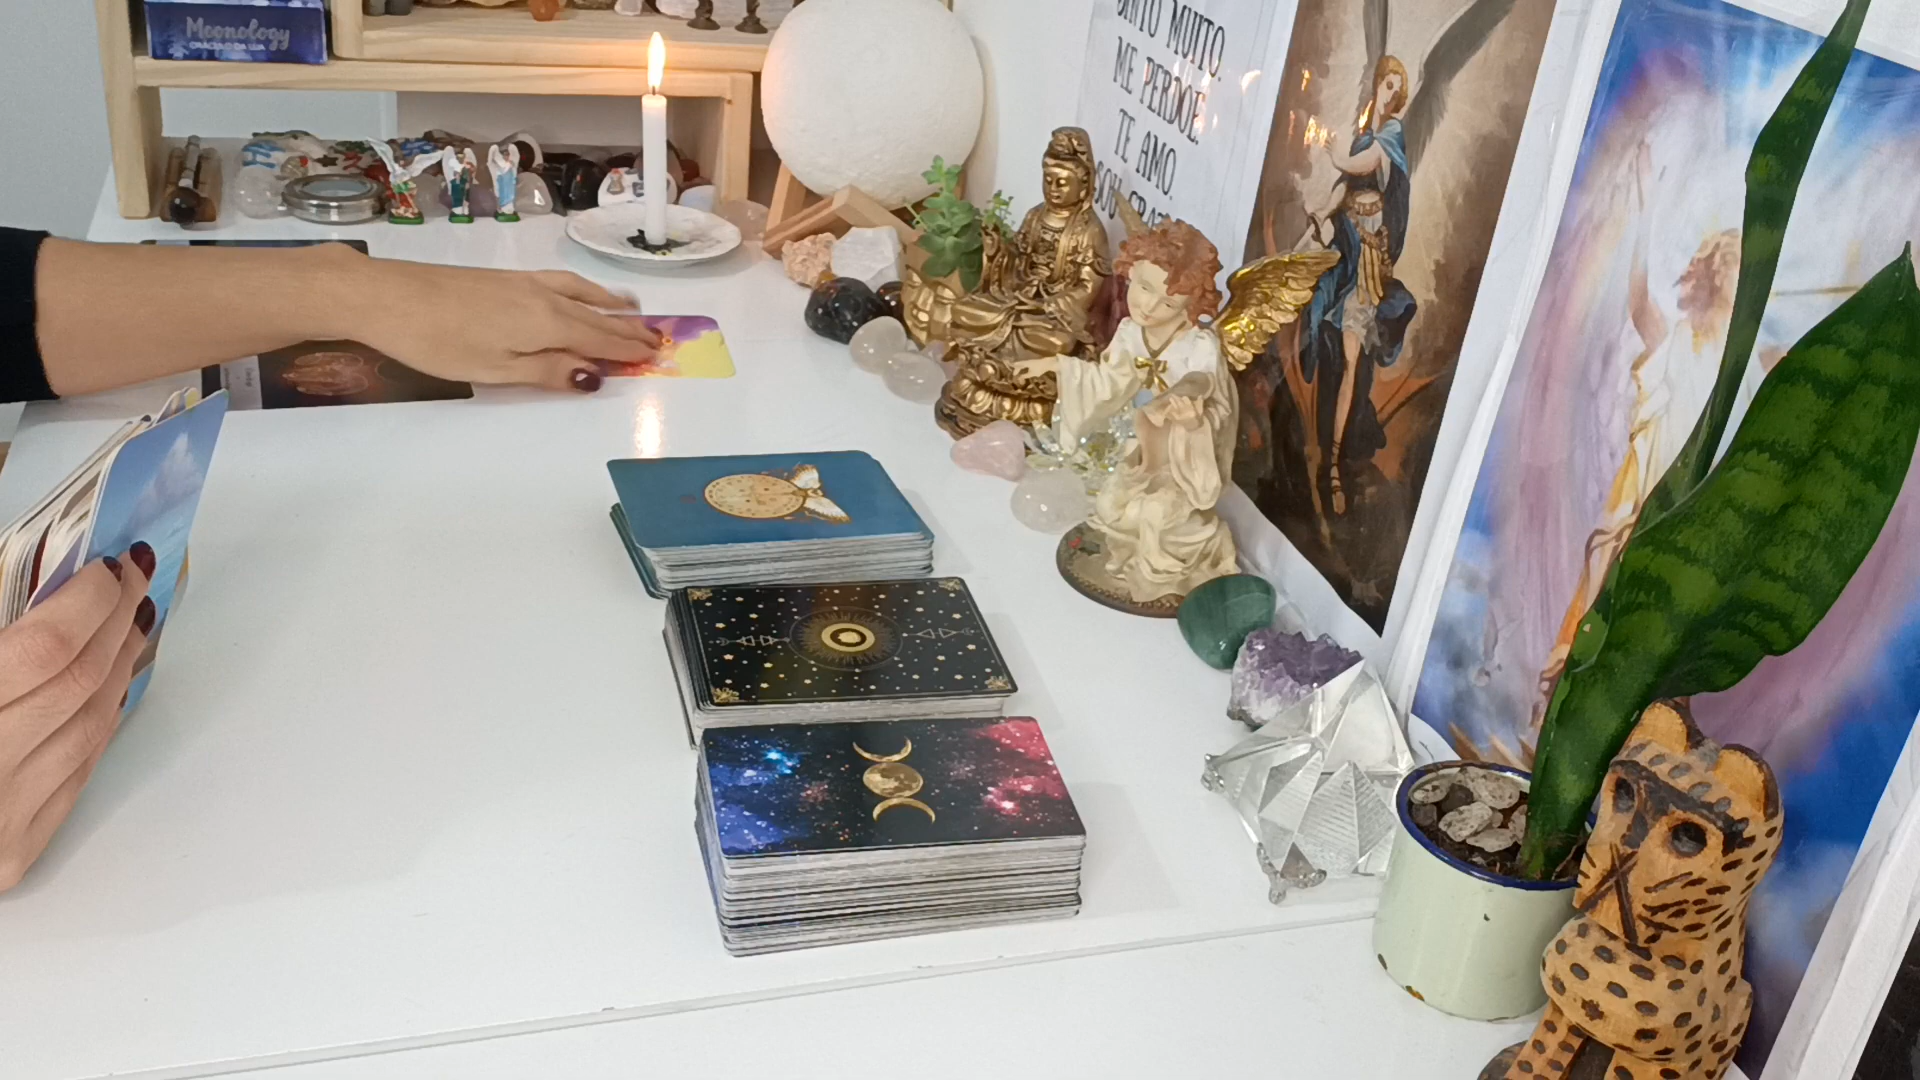 Moonology
ORÁCULO DA LUA
SINTO MUITO.
ME PERDOE.
TE AMO.
SOU GRATO